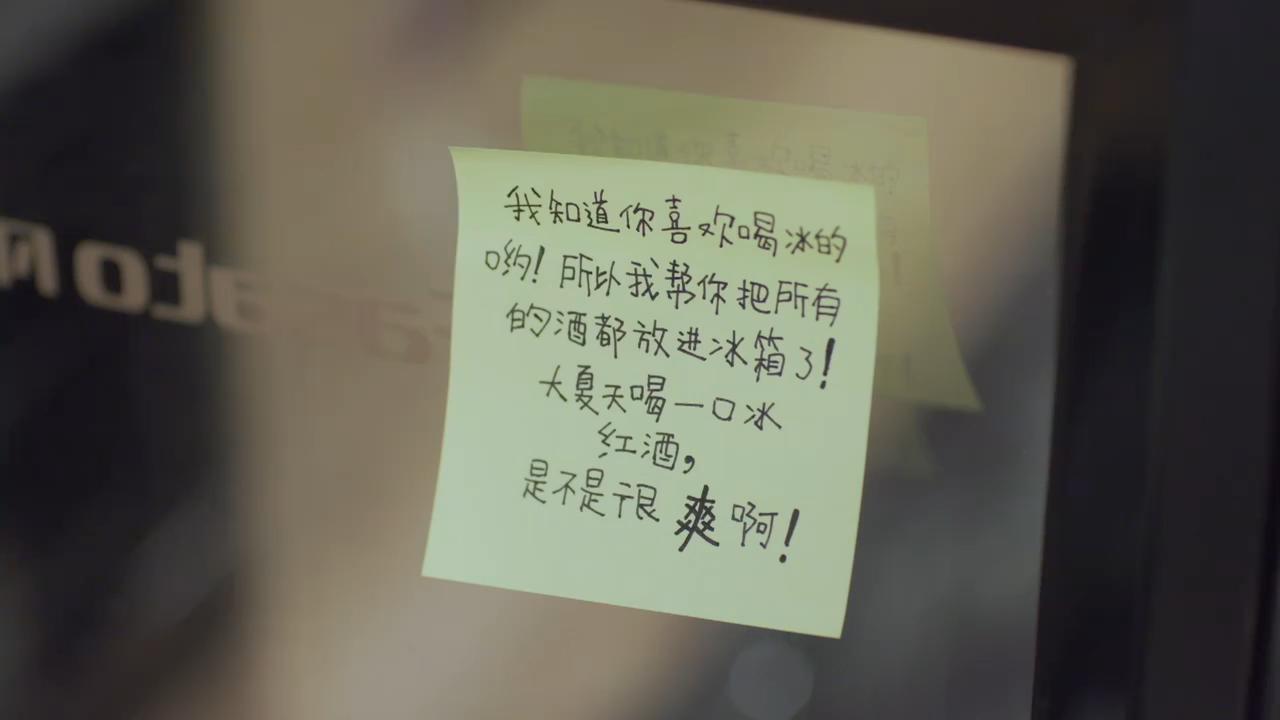 我知道你喜欢喝冰的
哟!所以我帮你把所有
的酒都放进冰箱了!
大夏天喝一口冰
红酒,
是不是很爽啊!